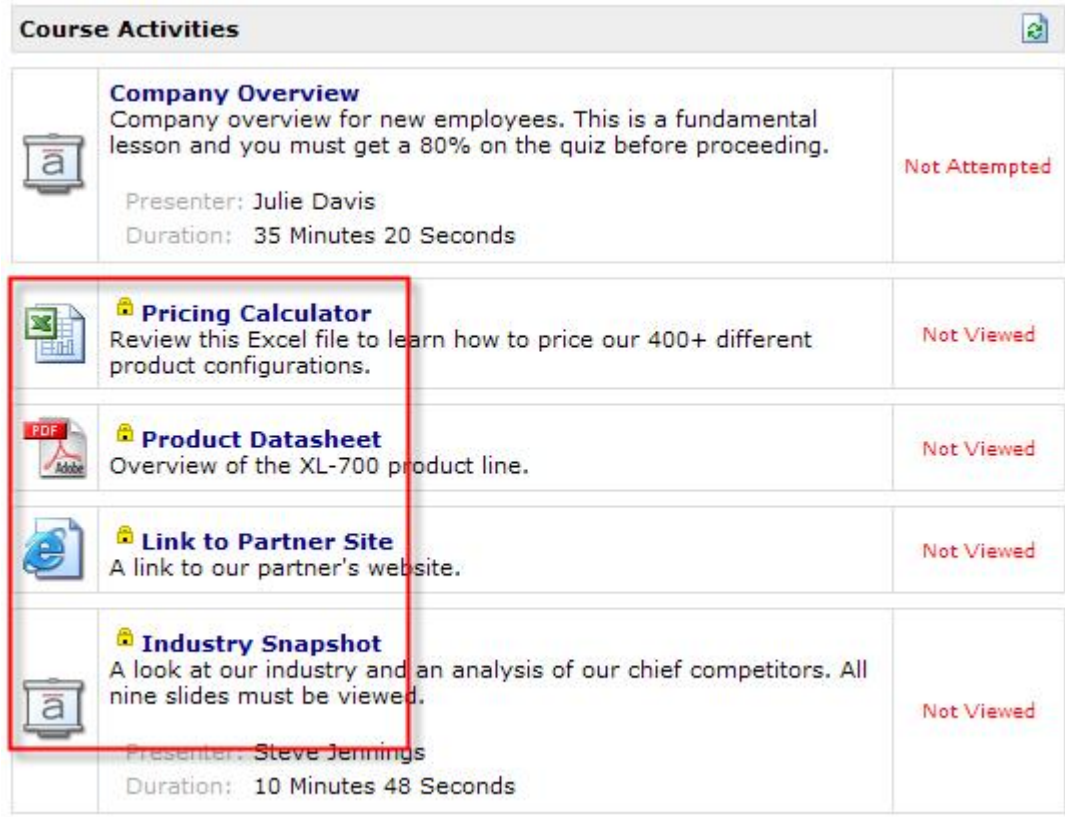 Course Activities
Company Overview
Company overview for new employees. This is a fundamental
lesson and you must get a 80% on the quiz before proceeding.
Presenter: Julie Davis
Duration: 35 Minutes 20 Seconds
Not Attempted
Pricing Calculator
Review this Excel file to learn how to price our 400+ different
product configurations.
Not Viewed
PDF
Adobe
Product Datasheet
Overview of the XL-700 product line.
Not Viewed
Link to Partner Site
A link to our partner's website.
Not Viewed
a
Industry Snapshot
A look at our industry and an analysis of our chief competitors. All
nine slides must be viewed.
Presenter: Steve Jennings
Duration: 10 Minutes 48 Seconds
Not Viewed
a